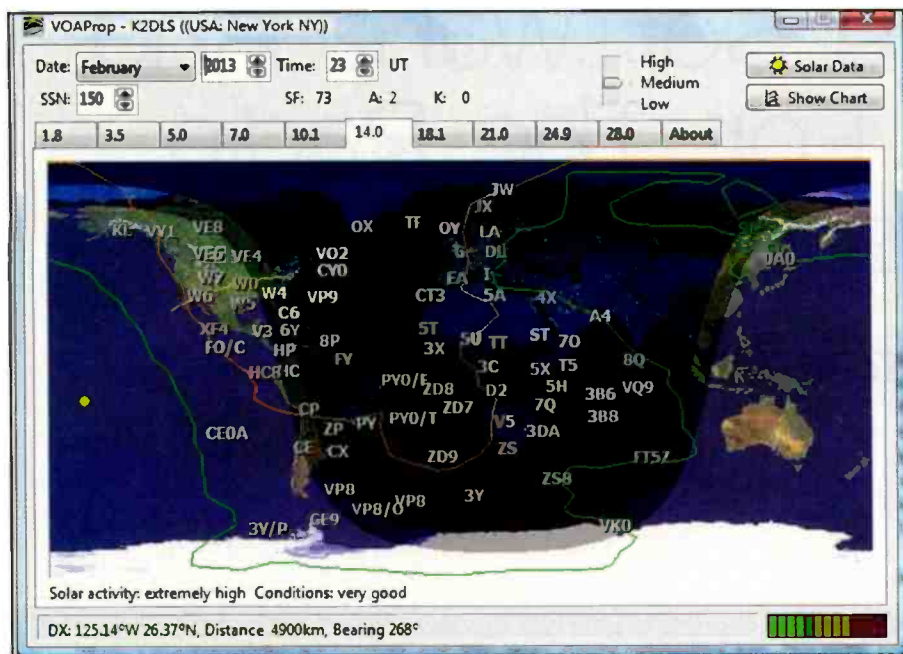 VOAProp - K2DLS ((USA: New York NY))
Date: February 2013 Time: 23 UT
High
Medium
Low
Solar Data
SSN: 150 SF: 73 A: 2 K: 0
Show Chart
1.8 3.5 5.0 7.0 10.1 14.0 18.1 21.0 24.9 28.0 About
JW
JX
KL VY1 VE8 OX TF OY LA
VE4 VO2 G DL 0A0
W7 W0 CY0 EA I
W6 W5 W4 VP9 CT3 5A 4X
C6 A4
XF4 V3 6Y 8P 5T 5U TT ST 7O
FO/C HP FY 3X 8Q
HC8 HC 3C 5X T5
PY0/F ZD8 D2 5H 3B6 VQ9
CP ZD7 7Q
CE0A ZP PY PY0/T V5 3DA 3B8
CE CX ZD9 ZS FT5Z
VP8 3Y ZS8
VP8/O VP8
3Y/P CE9 VK0
Solar activity: extremely high Conditions: very good
DX: 125.14°W 26.37°N, Distance 4900km, Bearing 268°